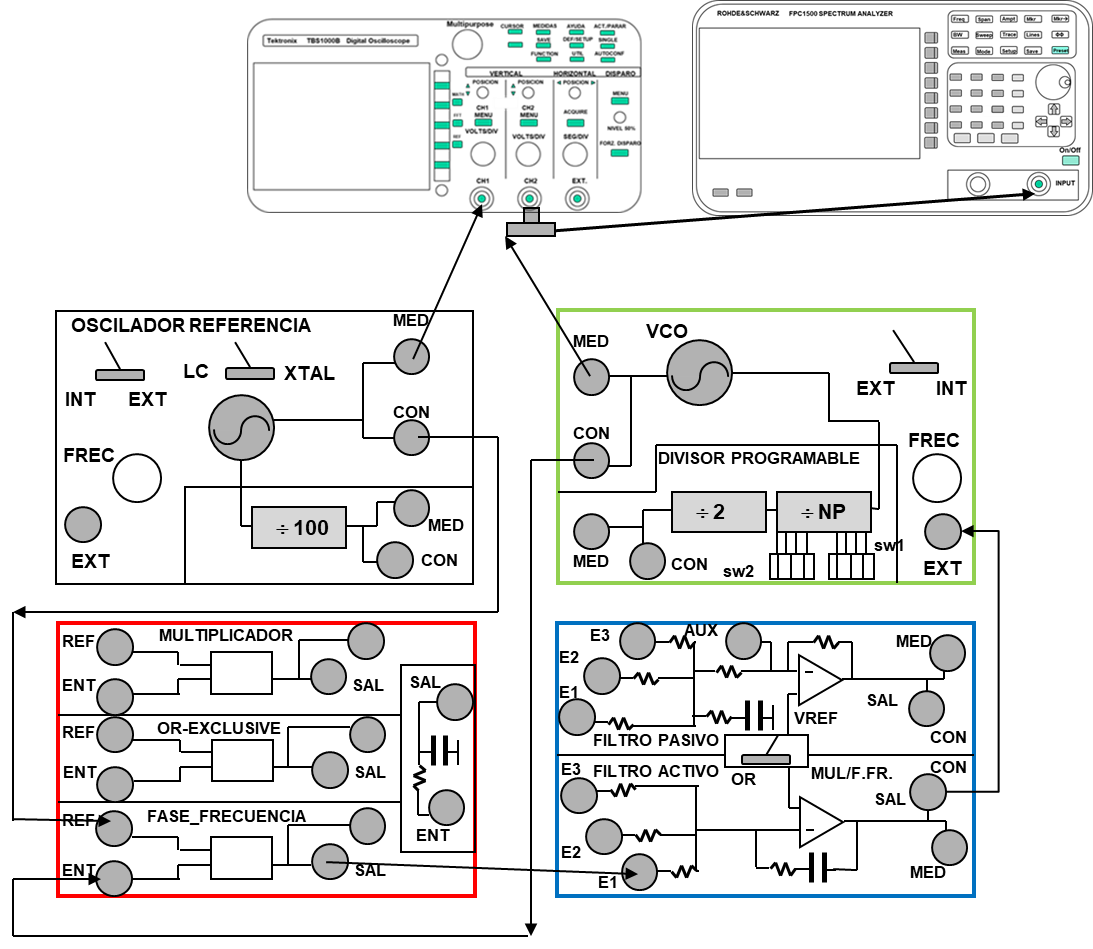 Tektronix TBS1000B Digital Oscilloscope
Multipurpose
CURSOR MEDIDAS AYUDA ACT./PARAR
SAVE DEF/SETUP SINGLE
FUNCTION UTIL AUTOCONF
VERTICAL HORIZONTAL DISPARO
POSICION POSICION POSICION
MATH
FFT
REF
CH1 MENU
CH2 MENU
ACQUIRE
MENU
VOLTS/DIV VOLTS/DIV SEG/DIV
NIVEL 50%
FORZ. DISPARO
CH1 CH2 EXT.
ROHDE&SCHWARZ FPC1500 SPECTRUM ANALYZER
Freq Span Ampt Mkr Mkr→
BW Sweep Trace Lines
Meas Mode Setup Save Preset
On/Off
INPUT
OSCILADOR REFERENCIA
MED
LC XTAL
INT EXT
CON
FREC
÷ 100
MED
EXT
CON
VCO
MED
EXT INT
CON
FREC
DIVISOR PROGRAMABLE
÷ 2
÷ NP
MED
CON
sw2
sw1
EXT
REF
MULTIPLICADOR
ENT
SAL
REF
OR-EXCLUSIVE
ENT
SAL
REF
FASE_FRECUENCIA
ENT
SAL
SAL
ENT
E3
AUX
E2
E1
MED
SAL
CON
VREF
FILTRO PASIVO
OR
MUL/F.FR.
E3
FILTRO ACTIVO
CON
SAL
E2
E1
MED